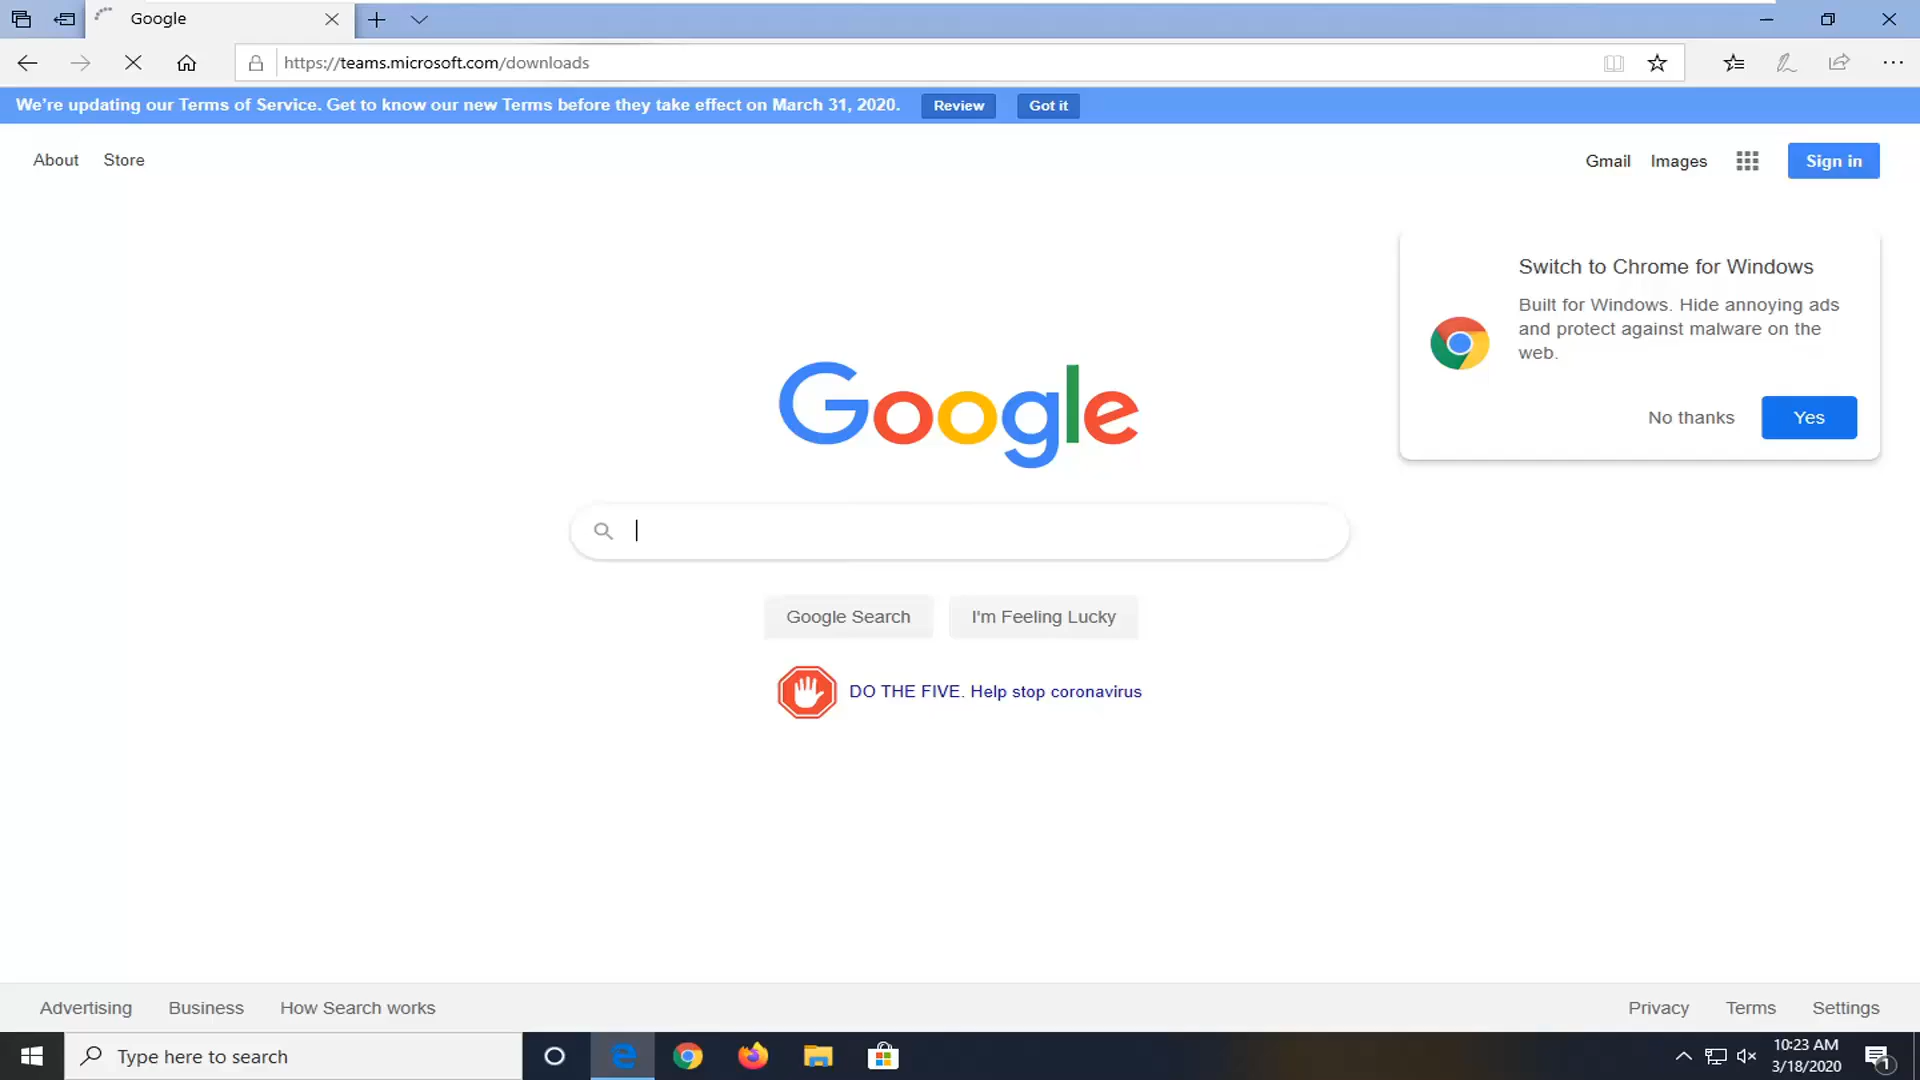 Google
https://teams.microsoft.com/downloads
We're updating our Terms of Service. Get to know our new Terms before they take effect on March 31, 2020. Review Got it
About Store
Gmail Images Sign in
Switch to Chrome for Windows
Built for Windows. Hide annoying ads
and protect against malware on the
web.
No thanks Yes
Google
Google Search I'm Feeling Lucky
DO THE FIVE. Help stop coronavirus
Advertising Business How Search works
Privacy Terms Settings
Type here to search
10:23 AM
3/18/2020
1